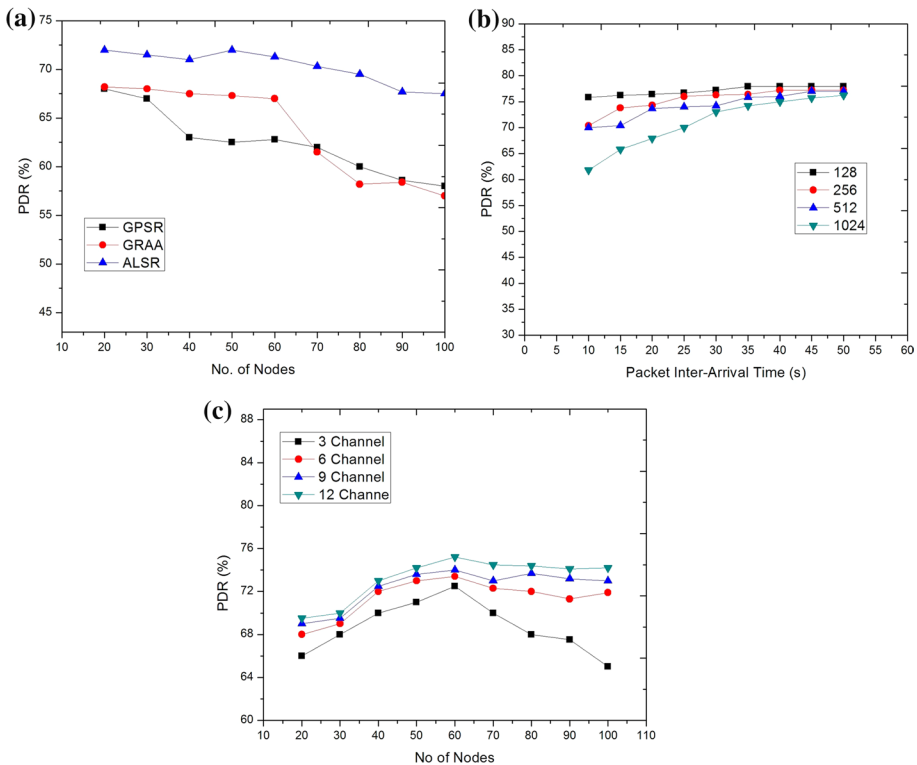 (a)
75
70
65
60
55
50
45
PDR (%)
GPSR
GRAA
ALSR
10 20 30 40 50 60 70 80 90 100
No. of Nodes
(b)
90
85
80
75
70
65
60
55
50
45
40
35
30
PDR (%)
128
256
512
1024
0 5 10 15 20 25 30 35 40 45 50 55 60
Packet Inter-Arrival Time (s)
(c)
88
84
80
76
72
68
64
60
PDR (%)
3 Channel
6 Channel
9 Channel
12 Channe
10 20 30 40 50 60 70 80 90 100 110
No of Nodes